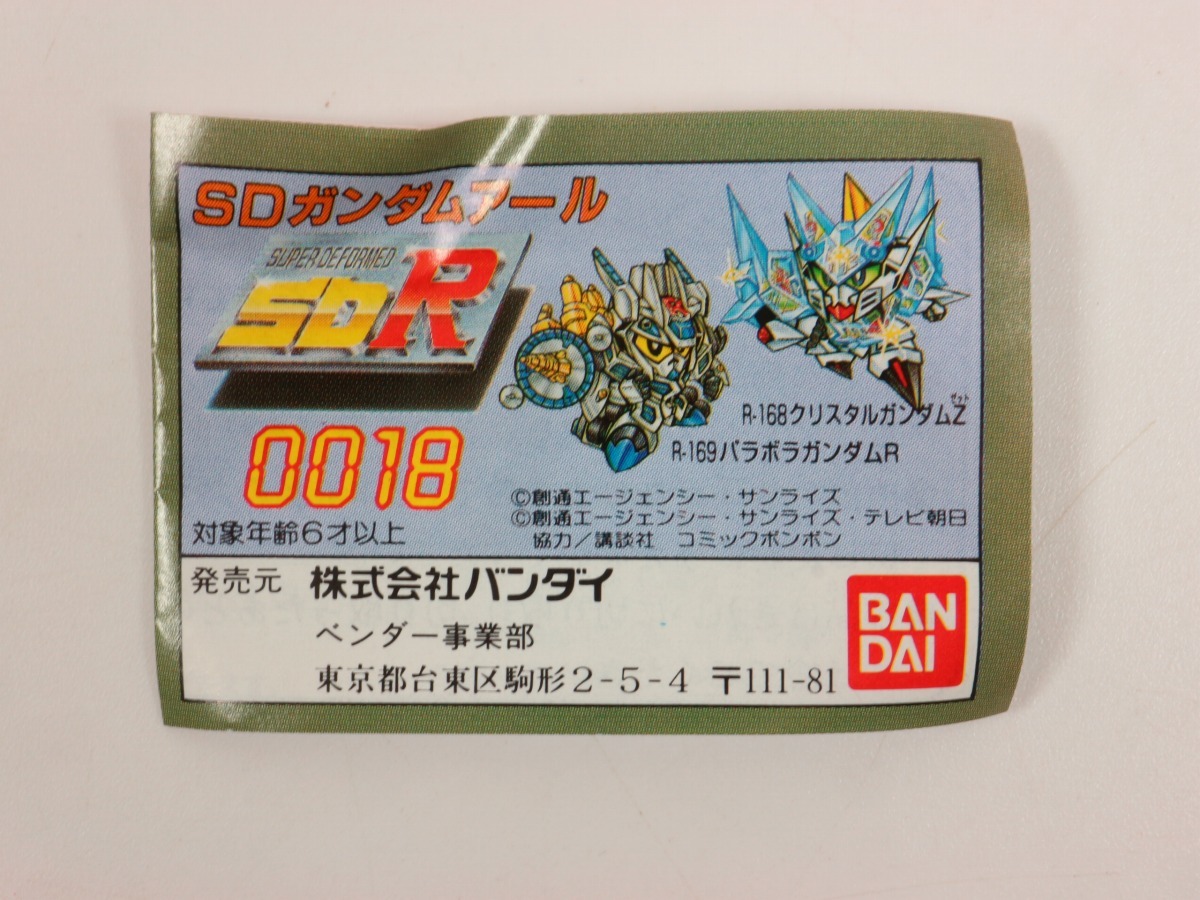 SDガンダムアール
SUPER DEFORMED
SDR
0018
対象年齢6才以上
R-168クリスタルガンダムZ
ゼット
R-169パラボラガンダムR
©創通エージェンシー・サンライズ
©創通エージェンシー・サンライズ・テレビ朝日
協力/講談社 コミックボンボン
発売元 株式会社バンダイ
ベンダー事業部
東京都台東区駒形2-5-4 〒111-81
BAN
DAI